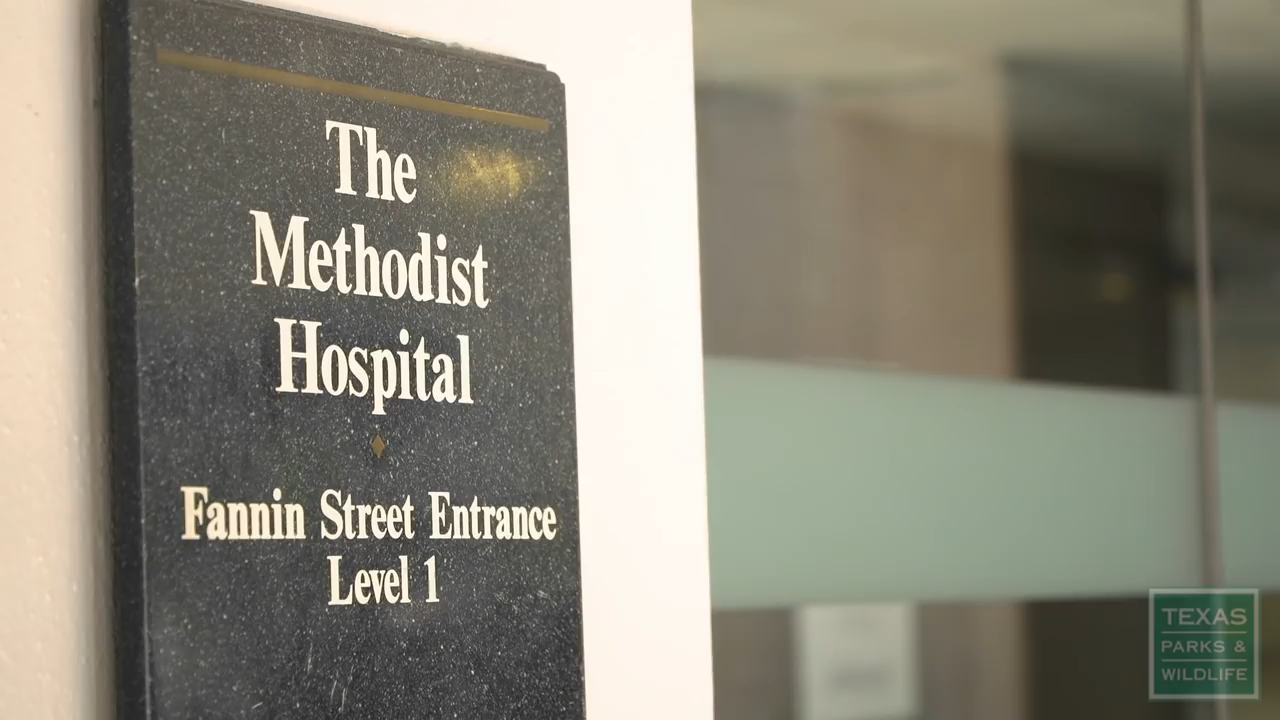 The
Methodist
Hospital
Fannin Street Entrance
Level 1
TEXAS
PARKS &
WILDLIFE